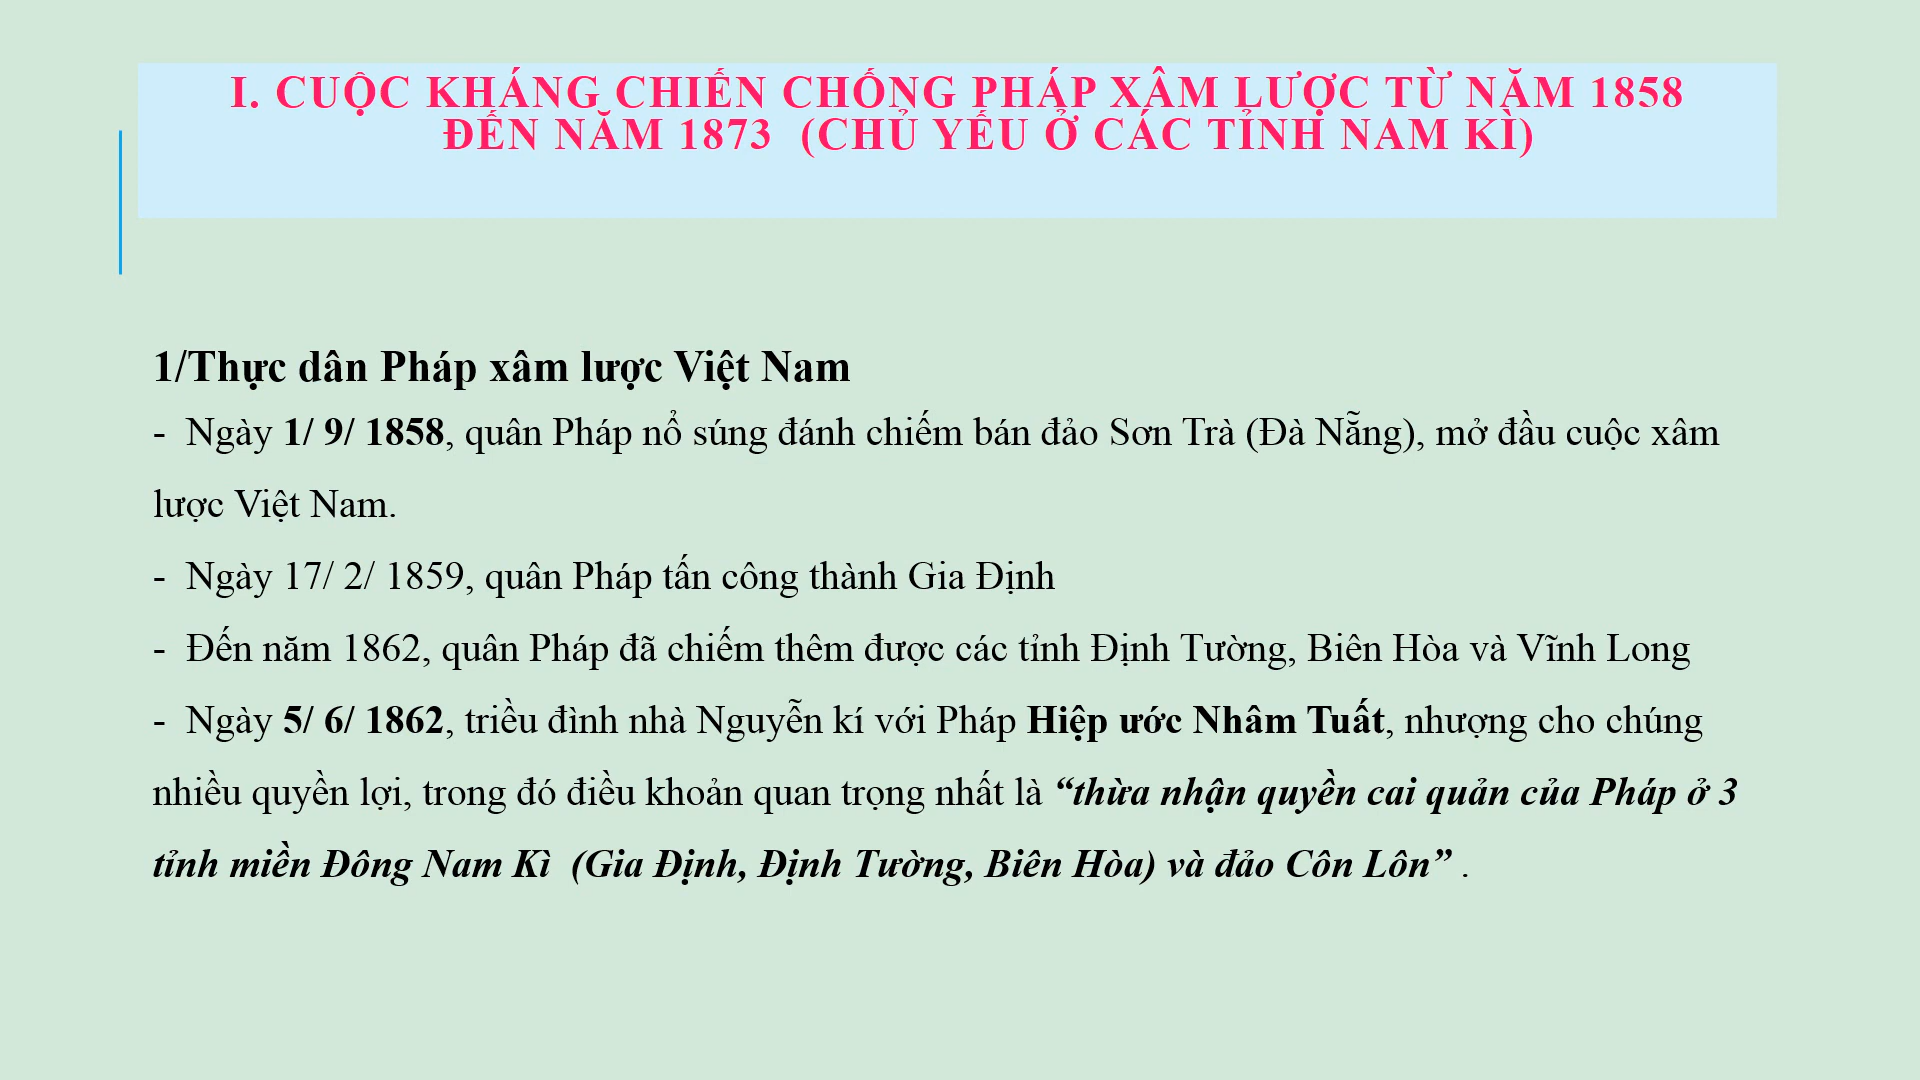 I. CUỘC KHÁNG CHIẾN CHỐNG PHÁP XÂM LƯỢC TỪ NĂM 1858
ĐẾN NĂM 1873 (CHỦ YẾU Ở CÁC TỈNH NAM KÌ)
1/Thực dân Pháp xâm lược Việt Nam
- Ngày 1/ 9/ 1858, quân Pháp nổ súng đánh chiếm bán đảo Sơn Trà (Đà Nẵng), mở đầu cuộc xâm
lược Việt Nam.
- Ngày 17/ 2/ 1859, quân Pháp tấn công thành Gia Định
- Đến năm 1862, quân Pháp đã chiếm thêm được các tỉnh Định Tường, Biên Hòa và Vĩnh Long
- Ngày 5/ 6/ 1862, triều đình nhà Nguyễn kí với Pháp Hiệp ước Nhâm Tuất, nhượng cho chúng
nhiều quyền lợi, trong đó điều khoản quan trọng nhất là “thừa nhận quyền cai quản của Pháp ở 3
tỉnh miền Đông Nam Kì (Gia Định, Định Tường, Biên Hòa) và đảo Côn Lôn” .